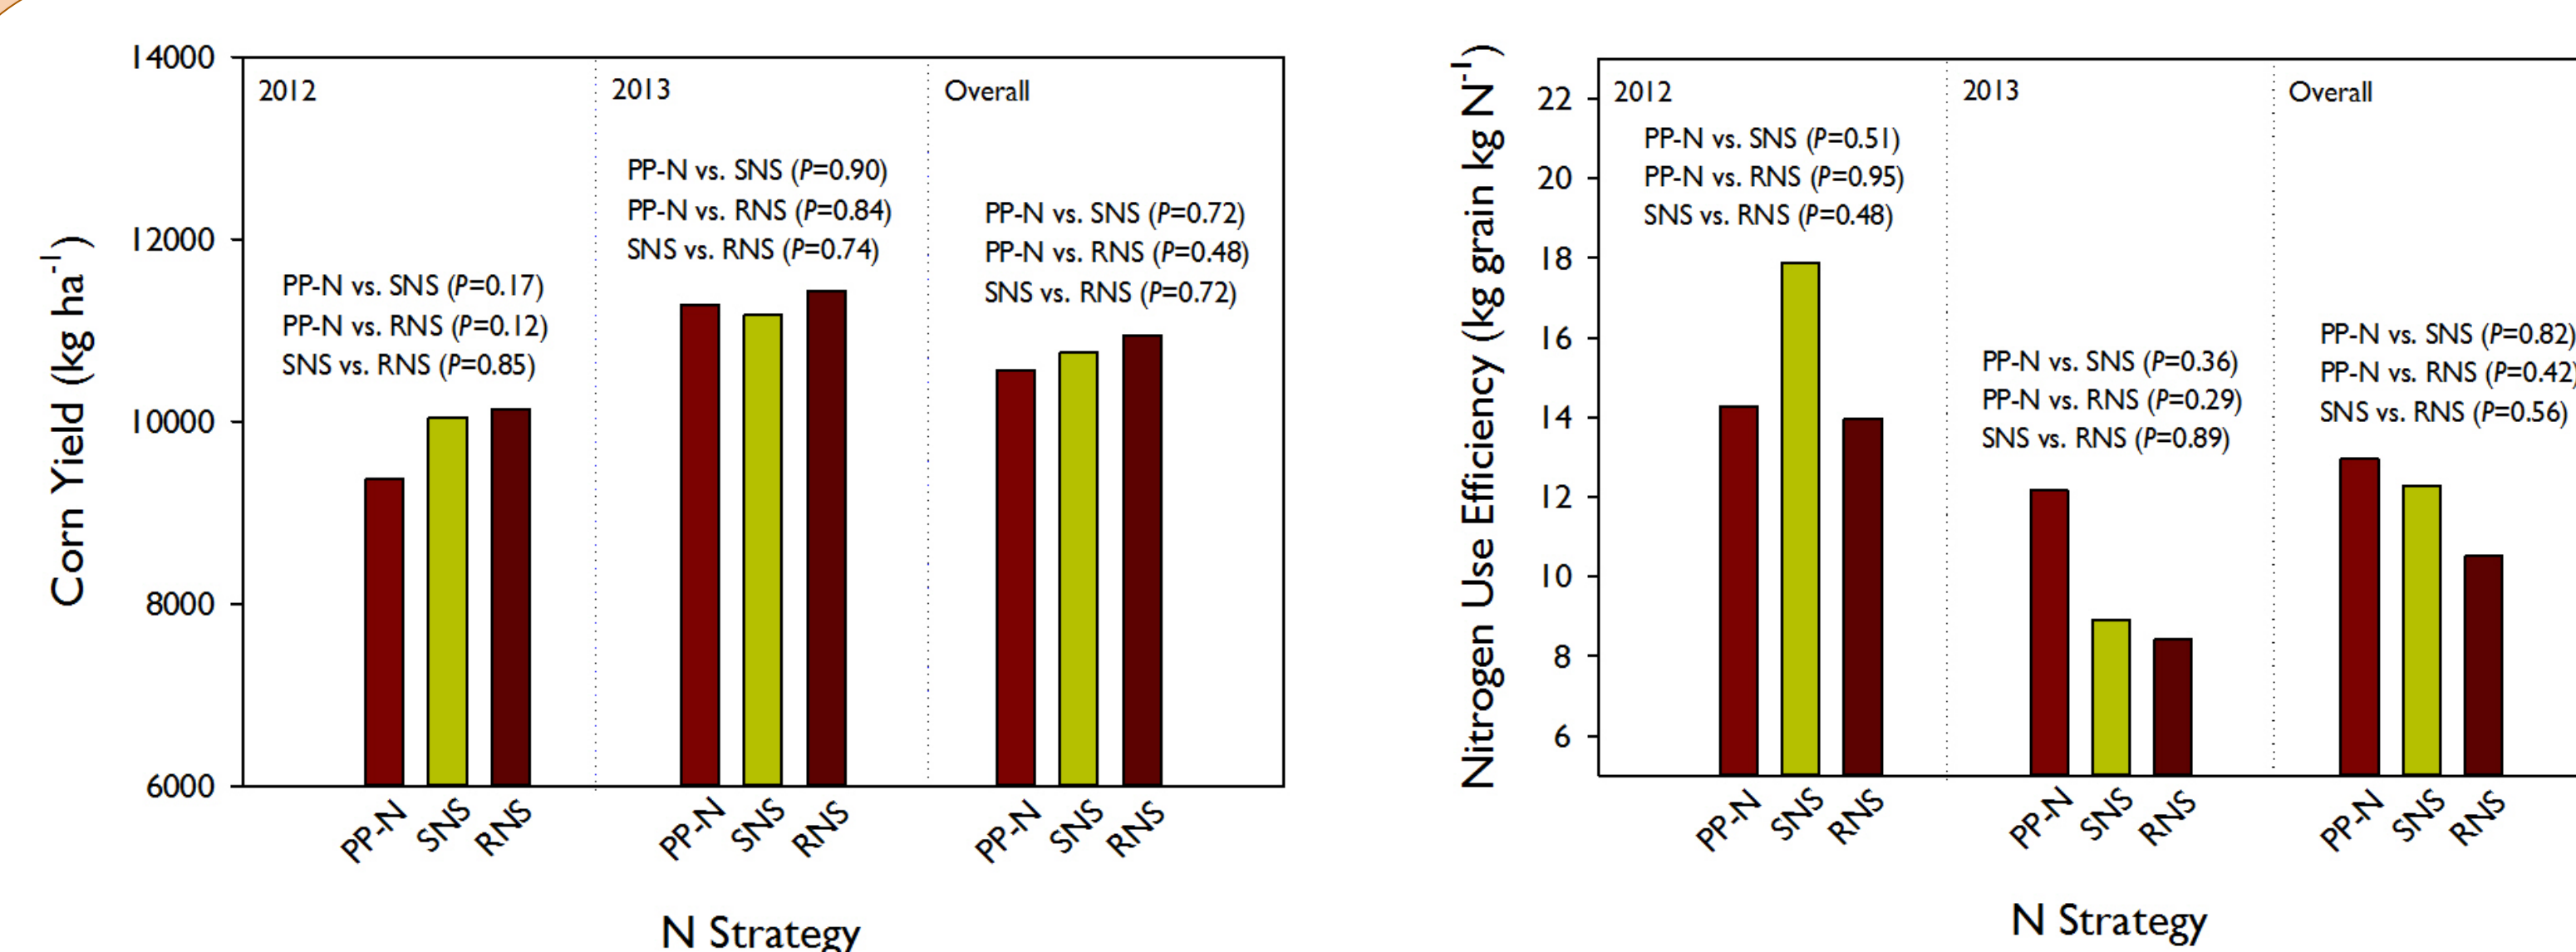 Corn Yield (kg ha⁻¹)
14000
12000
10000
8000
6000
2012
PP-N vs. SNS (P=0.17)
PP-N vs. RNS (P=0.12)
SNS vs. RNS (P=0.85)
2013
PP-N vs. SNS (P=0.90)
PP-N vs. RNS (P=0.84)
SNS vs. RNS (P=0.74)
Overall
PP-N vs. SNS (P=0.72)
PP-N vs. RNS (P=0.48)
SNS vs. RNS (P=0.72)
PP-N SNS RNS
PP-N SNS RNS
PP-N SNS RNS
N Strategy
Nitrogen Use Efficiency (kg grain kg N⁻¹)
22
20
18
16
14
12
10
8
6
2012
PP-N vs. SNS (P=0.51)
PP-N vs. RNS (P=0.95)
SNS vs. RNS (P=0.48)
2013
PP-N vs. SNS (P=0.36)
PP-N vs. RNS (P=0.29)
SNS vs. RNS (P=0.89)
Overall
PP-N vs. SNS (P=0.82)
PP-N vs. RNS (P=0.42)
SNS vs. RNS (P=0.56)
PP-N SNS RNS
PP-N SNS RNS
PP-N SNS RNS
N Strategy